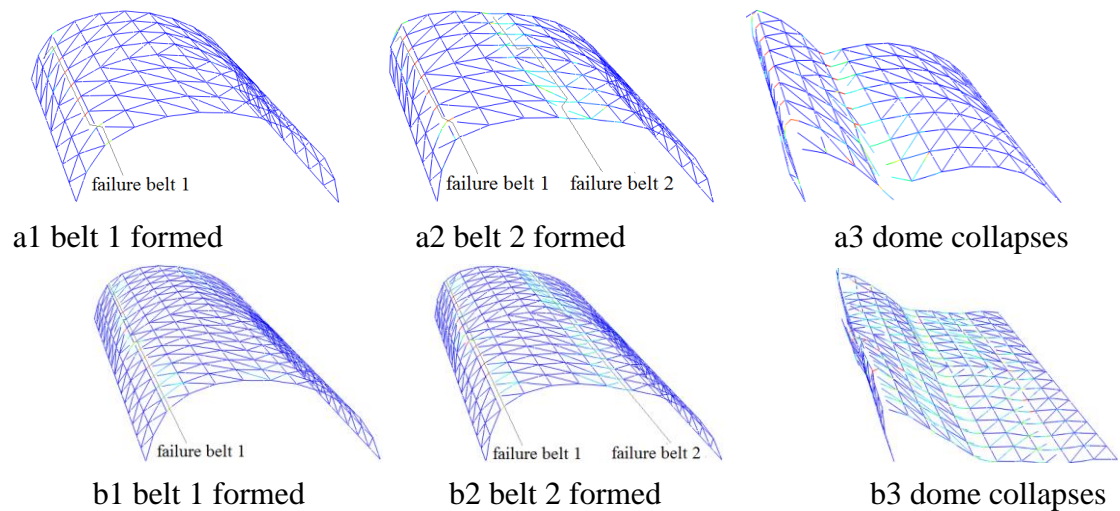 failure belt 1
failure belt 1
failure belt 2
a1 belt 1 formed
a2 belt 2 formed
a3 dome collapses
failure belt 1
failure belt 1
failure belt 2
b1 belt 1 formed
b2 belt 2 formed
b3 dome collapses